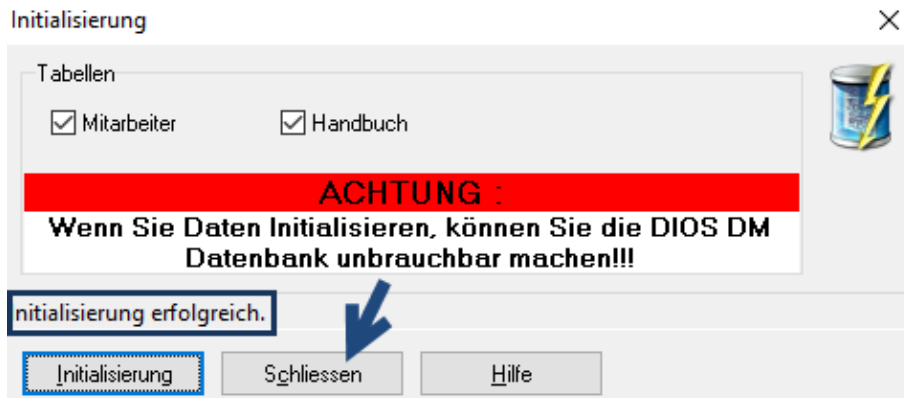 Initialisierung
Tabellen
Mitarbeiter
Handbuch
ACHTUNG :
Wenn Sie Daten Initialisieren, können Sie die DIOS DM
Datenbank unbrauchbar machen!!!
nitialisierung erfolgreich.
Initialisierung
Schliessen
Hilfe